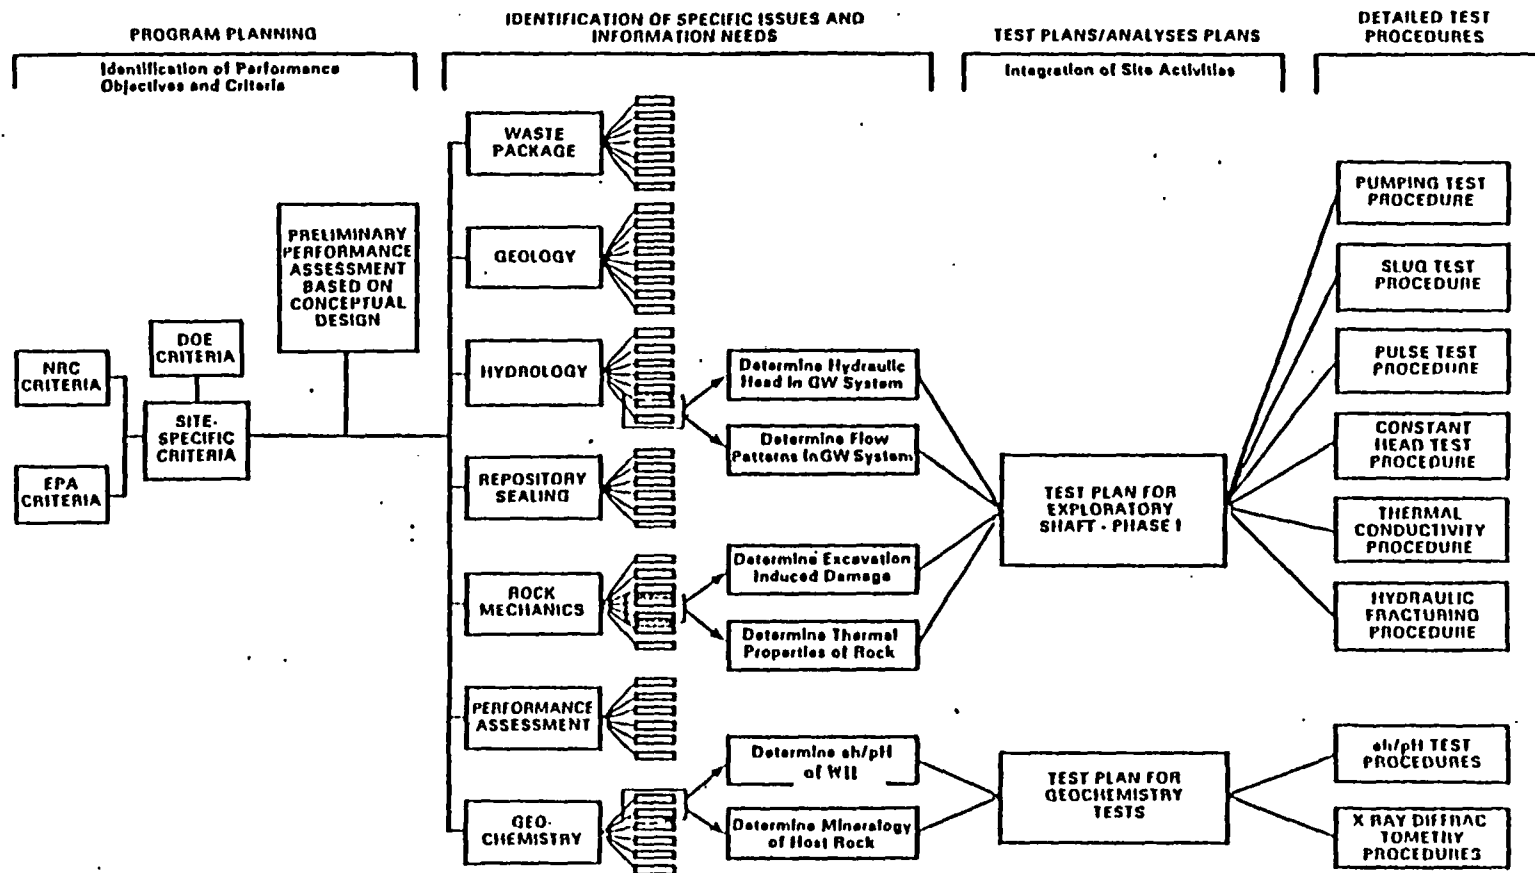 PROGRAM PLANNING
Identification of Performance
Objectives and Criteria
IDENTIFICATION OF SPECIFIC ISSUES AND
INFORMATION NEEDS
TEST PLANS/ANALYSES PLANS
Integration of Site Activities
DETAILED TEST
PROCEDURES
NRC
CRITERIA
EPA
CRITERIA
DOE
CRITERIA
SITE-
SPECIFIC
CRITERIA
PRELIMINARY
PERFORMANCE
ASSESSMENT
BASED ON
CONCEPTUAL
DESIGN
WASTE
PACKAGE
GEOLOGY
HYDROLOGY
REPOSITORY
SEALING
ROCK
MECHANICS
PERFORMANCE
ASSESSMENT
GEO-
CHEMISTRY
Determine Hydraulic
Head In GW System
Determine Flow
Patterns In GW System
Determine Excavation
Induced Damage
Determine Thermal
Properties of Rock
Determine eh/pH
of
Determine Mineralogy
of Host Rock
TEST PLAN FOR
EXPLORATORY
SHAFT - PHASE I
TEST PLAN FOR
GEOCHEMISTRY
TESTS
PUMPING TEST
PROCEDURE
SLUG TEST
PROCEDURE
PULSE TEST
PROCEDURE
CONSTANT
HEAD TEST
PROCEDURE
THERMAL
CONDUCTIVITY
PROCEDURE
HYDRAULIC
FRACTURING
PROCEDURE
eh/pH TEST
PROCEDURES
X RAY DIFFRAC
TOMETRY
PROCEDURES